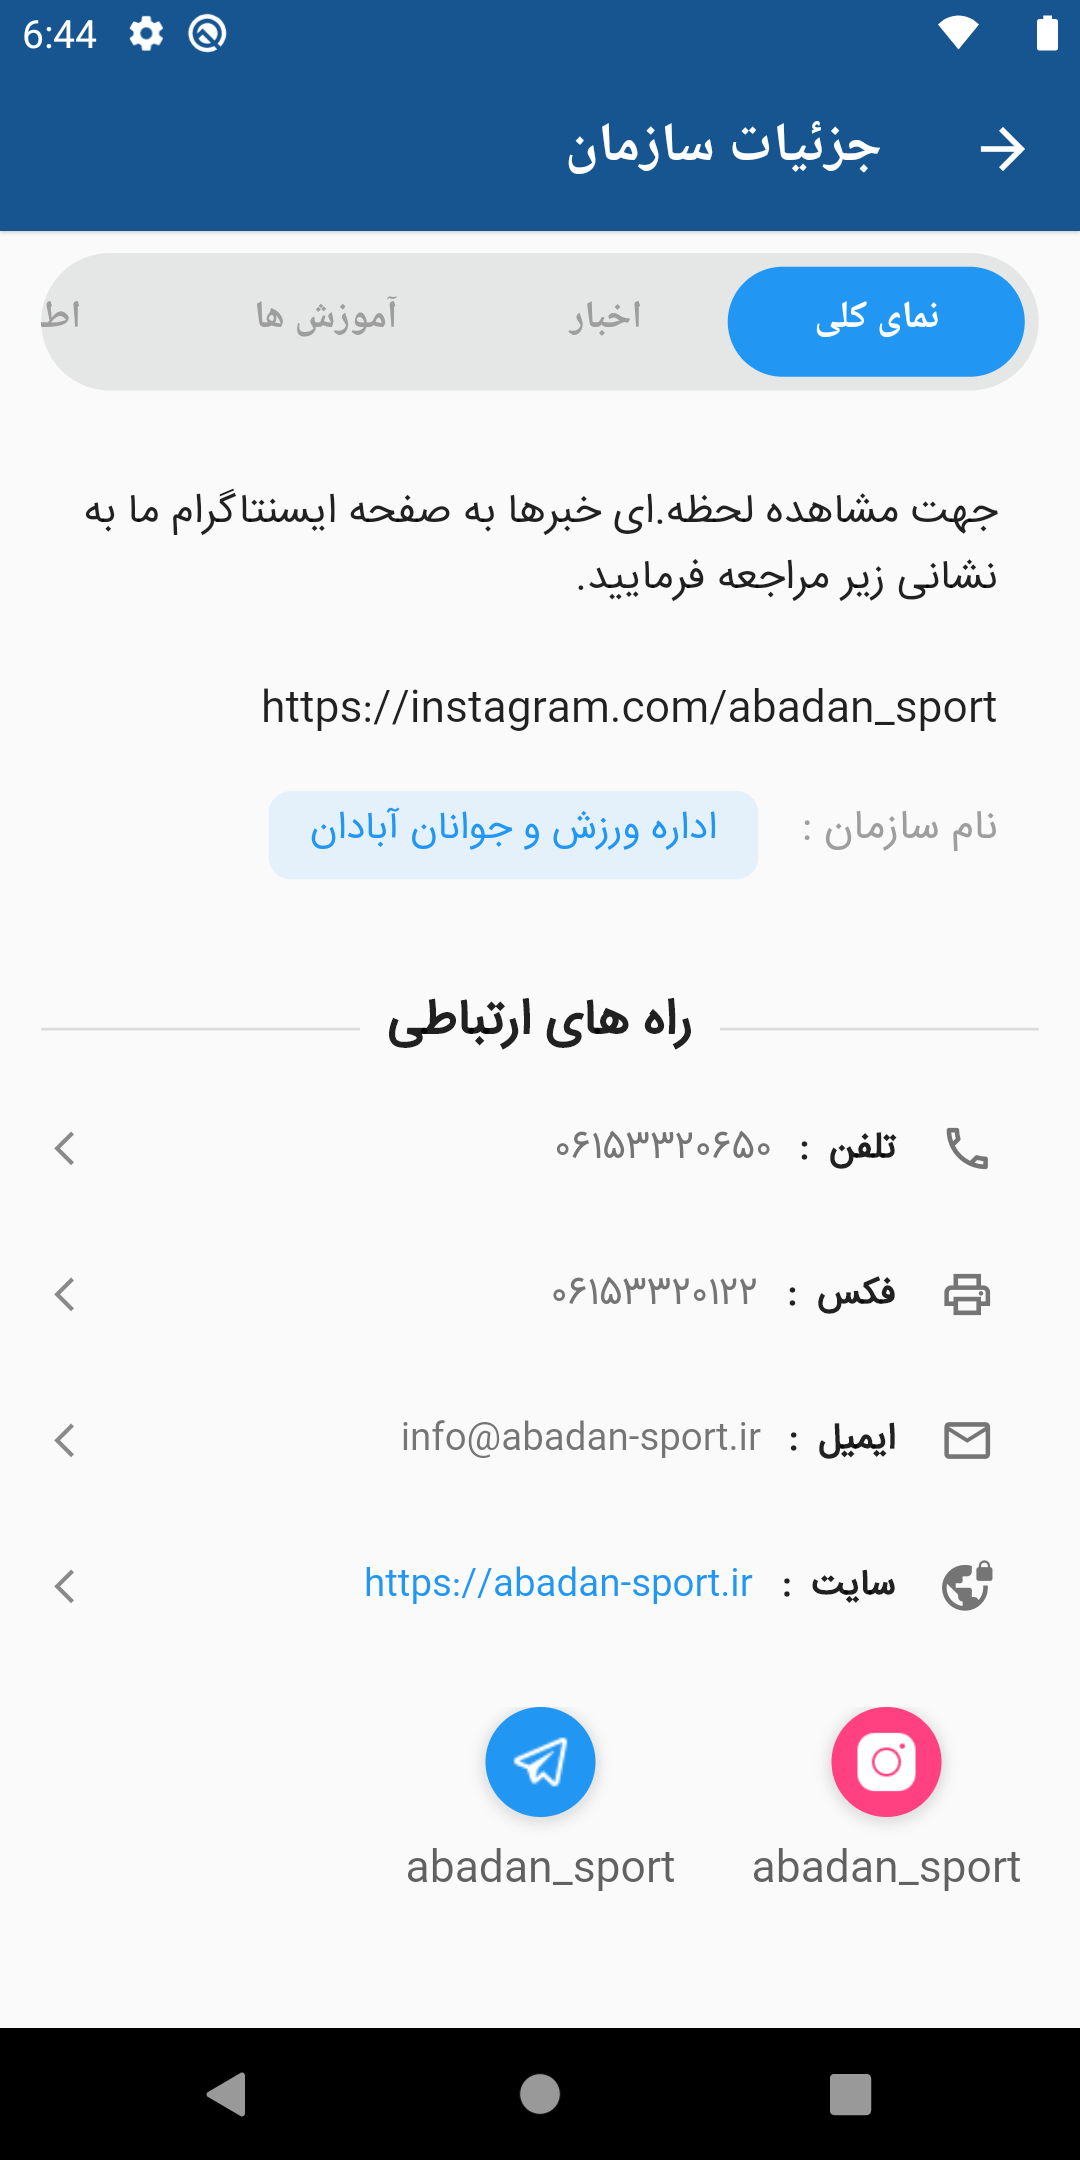 6:44
جزئیات سازمان
نمای کلی
اخبار
آموزش ها
اط
جهت مشاهده لحظه.ای خبرها به صفحه ایسنتاگرام ما به
نشانی زیر مراجعه فرمایید.
https://instagram.com/abadan_sport
نام سازمان :
اداره ورزش و جوانان آبادان
راه های ارتباطی
تلفن : ۰۶۱۵۳۳۲۰۶۵۰
فکس : ۰۶۱۵۳۳۲۰۱۲۲
ایمیل : info@abadan-sport.ir
سایت : https://abadan-sport.ir
abadan_sport
abadan_sport